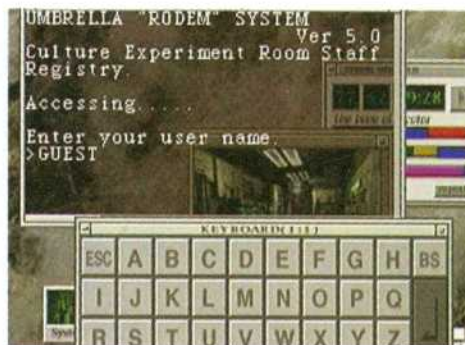 UMBRELLA "RODEM" SYSTEM
Ver 5.0
Culture Experiment Room Staff
Registry.
Accessing.....
Enter your user name.
>GUEST
KEYBOARD(111)
ESC A B C D E F G H BS
I J K L M N O P Q
R S T U V W X Y Z